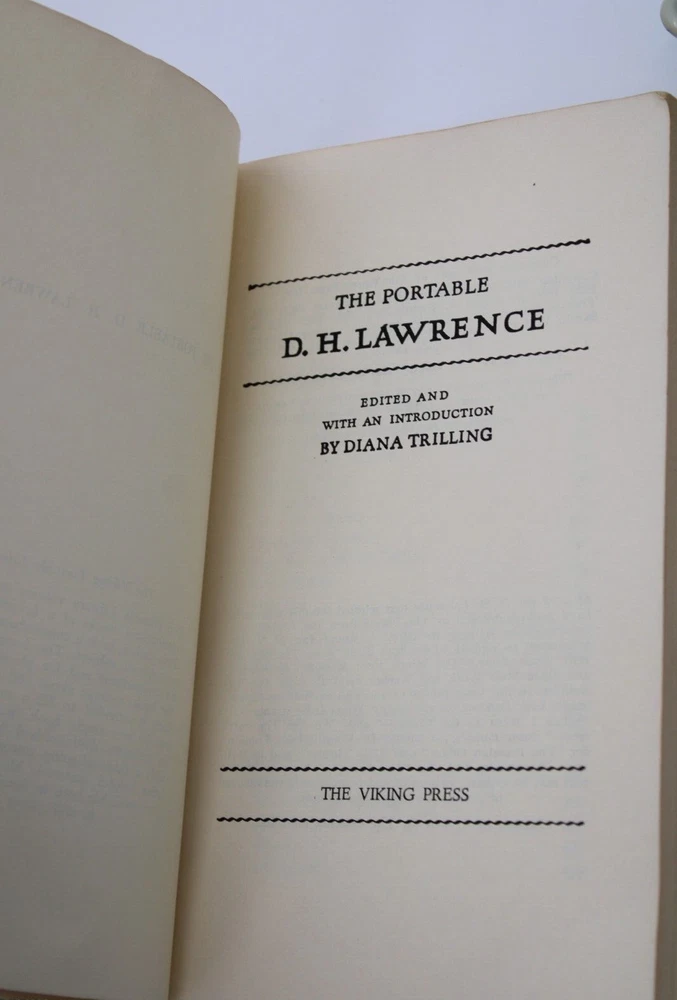 THE PORTABLE
D. H. LAWRENCE
EDITED AND
WITH AN INTRODUCTION
BY DIANA TRILLING
THE VIKING PRESS